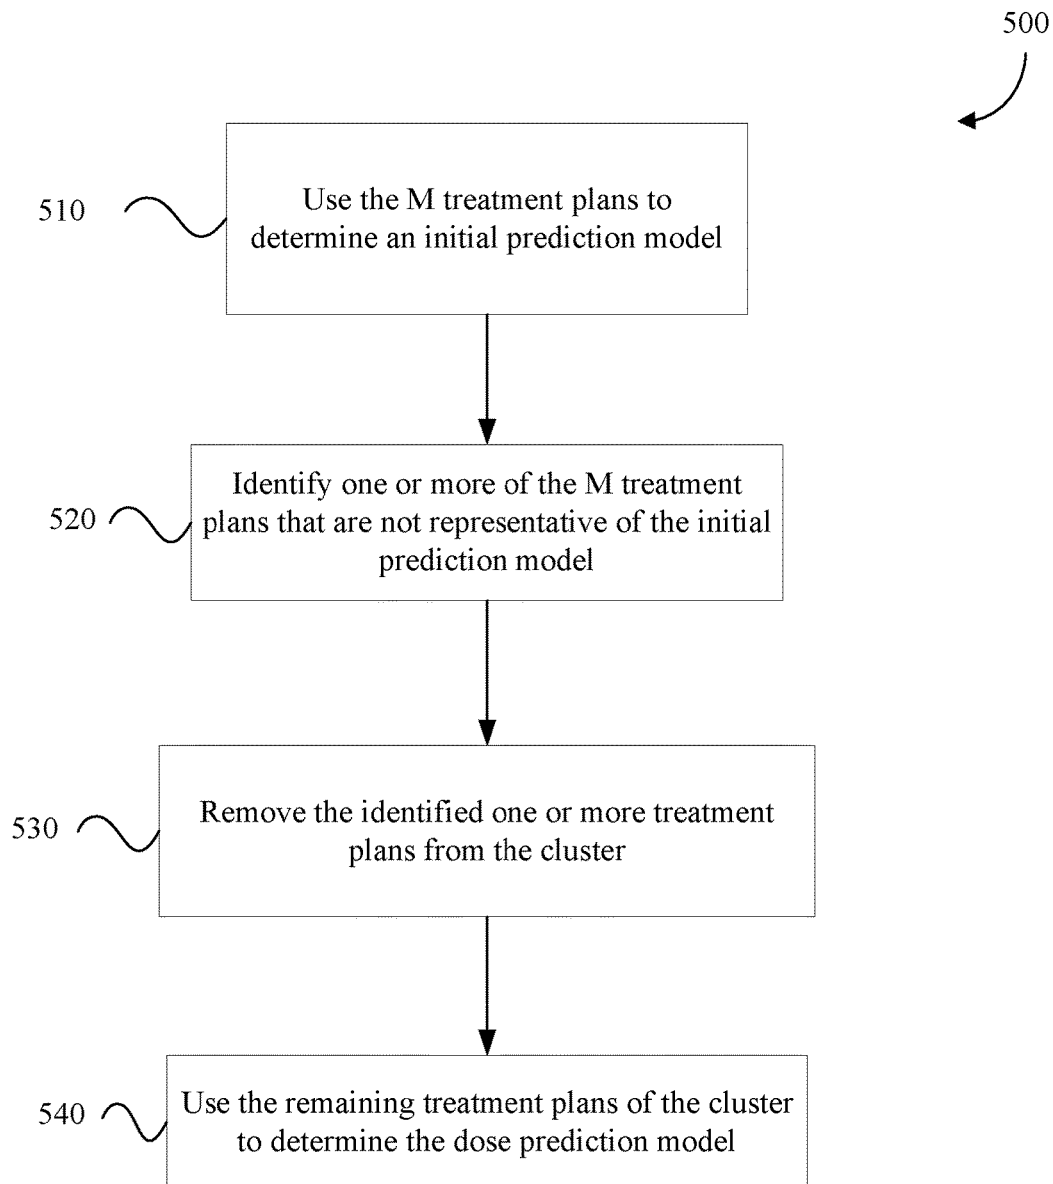 500
510
Use the M treatment plans to
determine an initial prediction model
520
Identify one or more of the M treatment
plans that are not representative of the initial
prediction model
530
Remove the identified one or more treatment
plans from the cluster
540
Use the remaining treatment plans of the cluster
to determine the dose prediction model